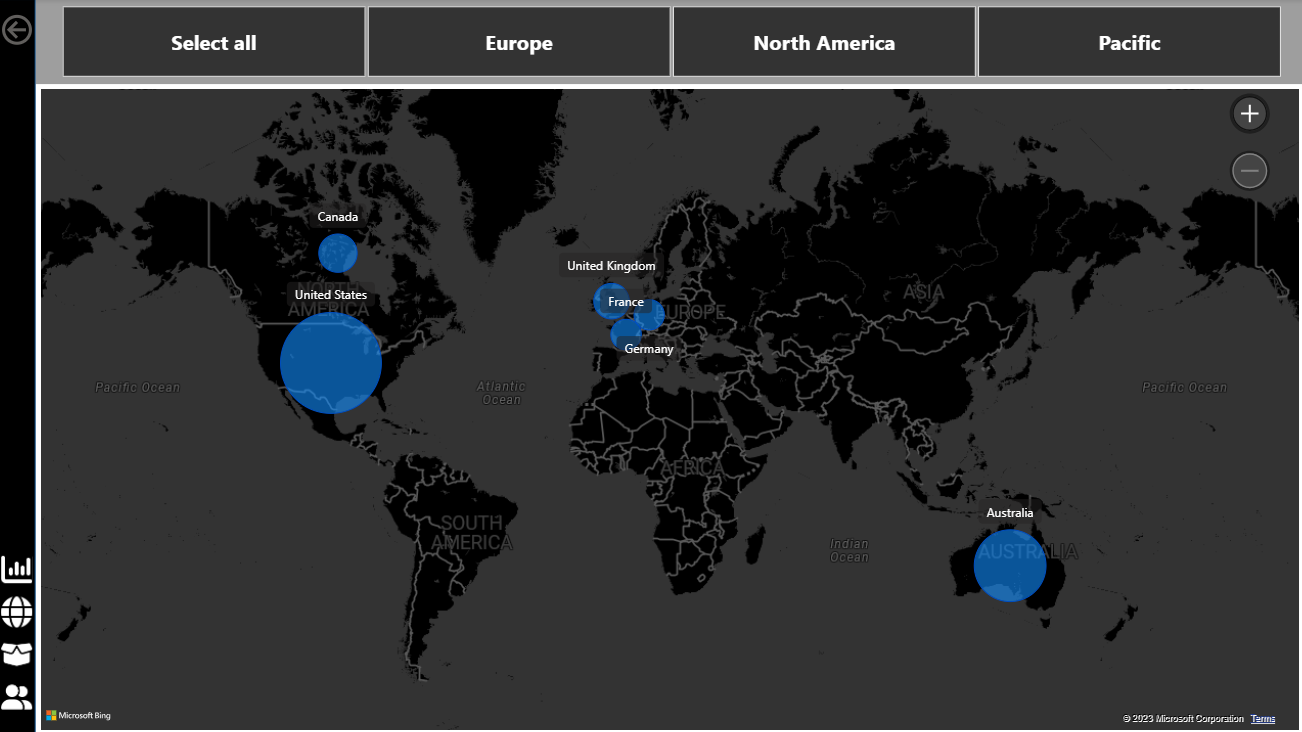 Select all
Europe
North America
Pacific
Canada
United States
NORTH
AMERICA
United Kingdom
France
EUROPE
Germany
ASIA
Pacific Ocean
Atlantic
Ocean
Pacific Ocean
AFRICA
SOUTH
AMERICA
Indian
Ocean
Australia
AUSTRALIA
Microsoft Bing
© 2023 Microsoft Corporation Terms